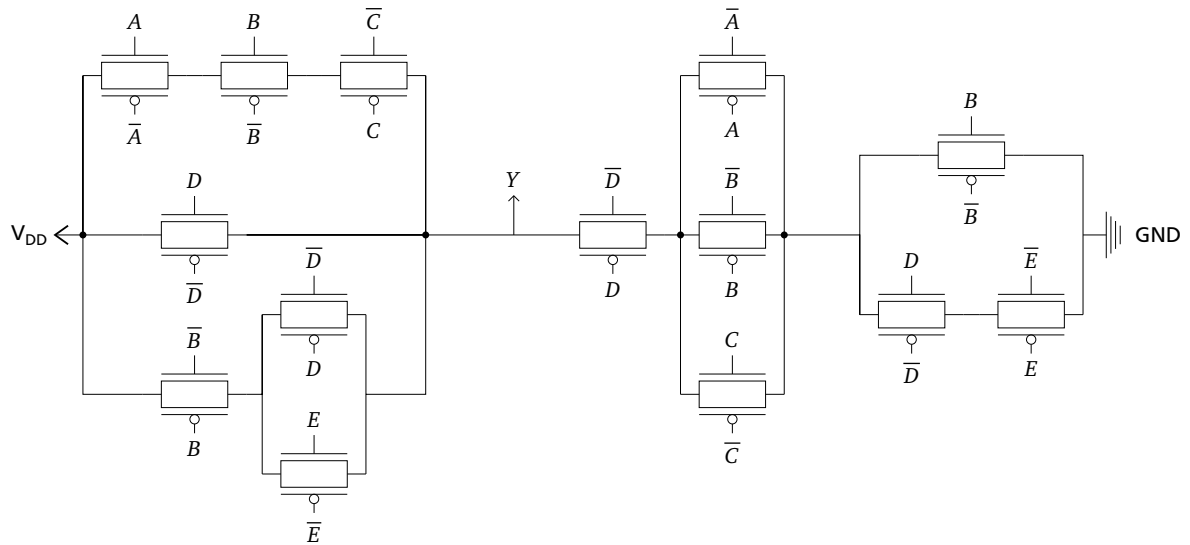 A B C̅ A̅
A̅ B̅ C A B
D Y D̅ B̅ B̅
V_DD GND
D̅ D̅ D B D E̅
B̅ D C D̅ E
B E C̅
E̅